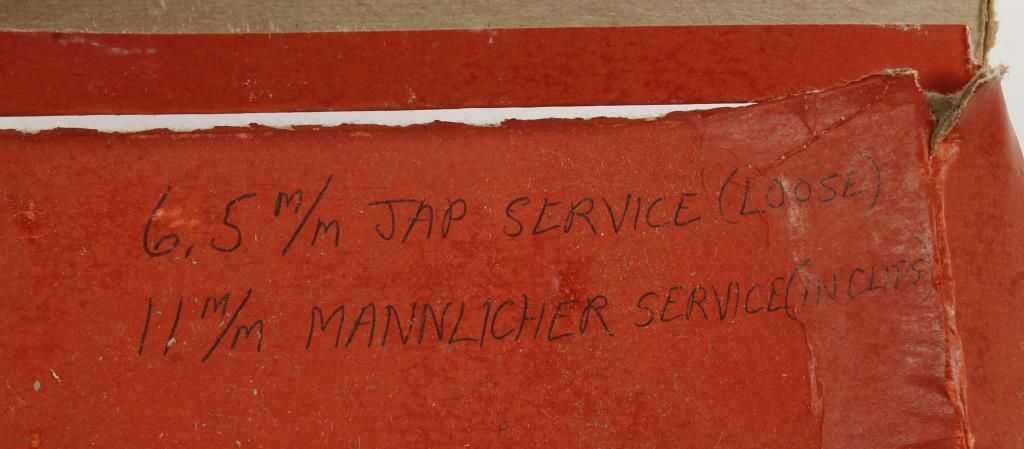 6,5 m/m JAP SERVICE (LOOSE)
11 m/m MANNLICHER SERVICE (IN CLIPS)